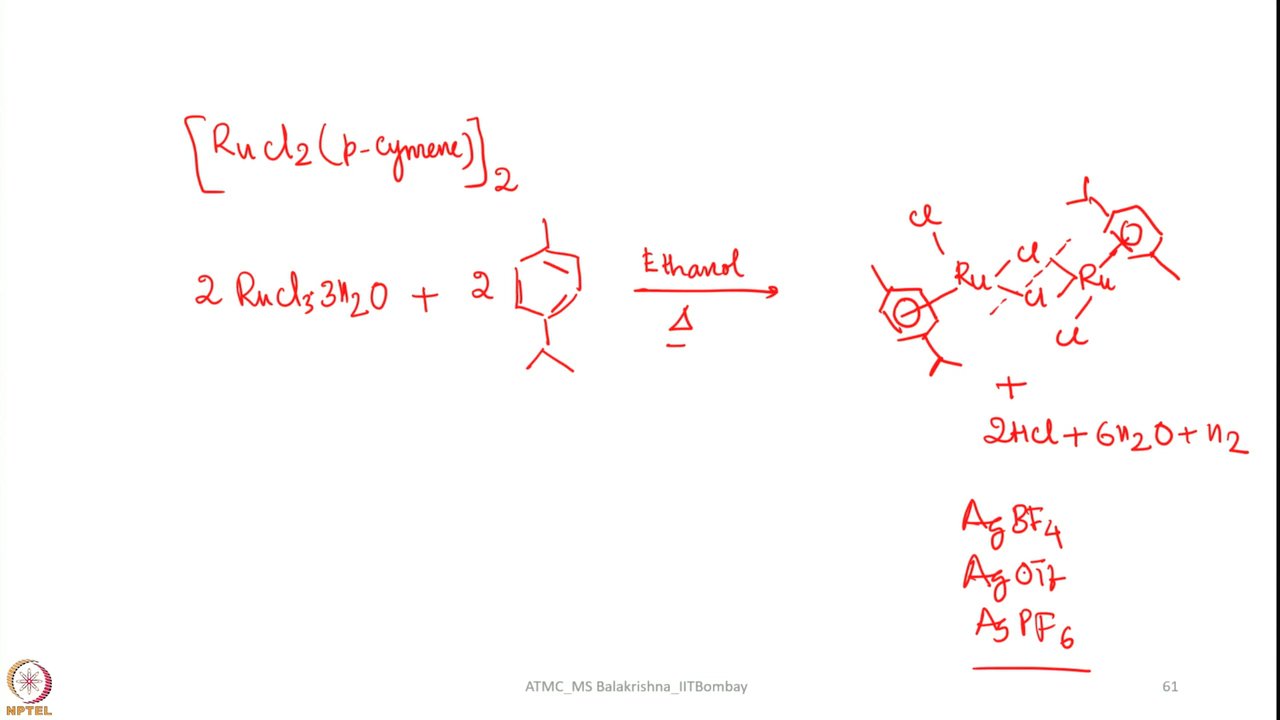 [RuCl2(p-cymene)]2
2 RuCl3 3H2O + 2
Ethanol
Δ
Cl
Cl
Ru
Cl
Ru
Cl
+
2HCl + 6H2O + H2
AgBF4
AgOTf
AgPF6
NPTEL
ATMC_MS Balakrishna_IITBombay
61